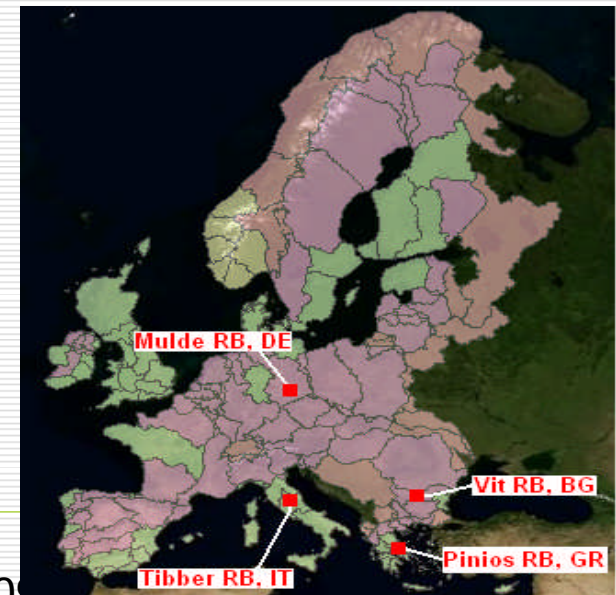 Mulde RB, DE
Vit RB, BG
Pinios RB, GR
Tibber RB, IT